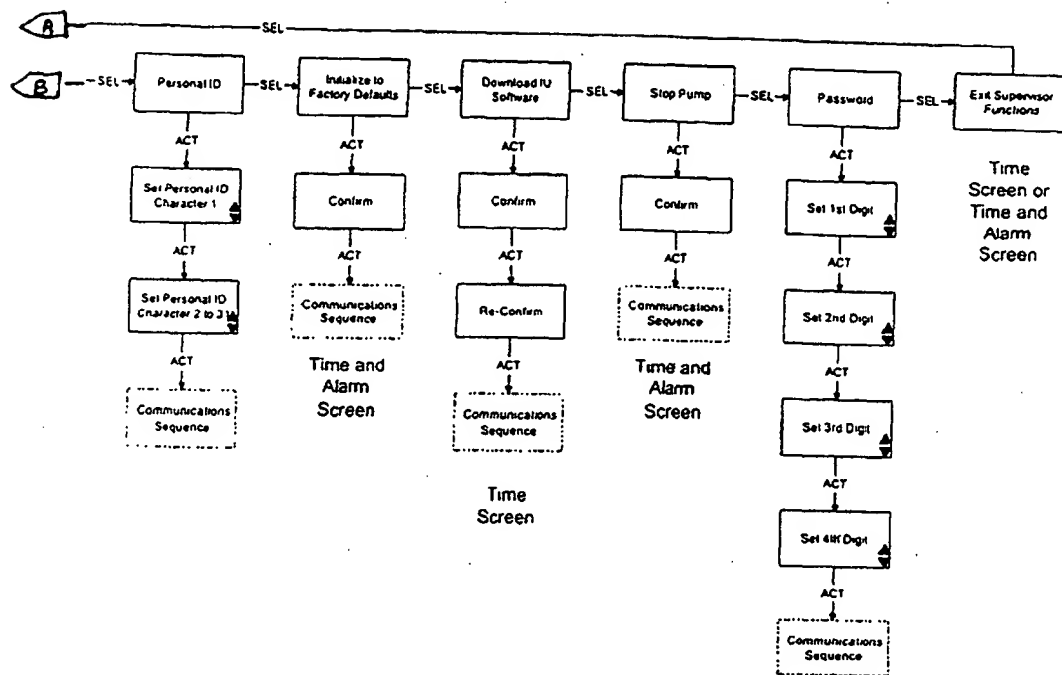 A
SEL
B
SEL
Personal ID
SEL
Initialize to
Factory Defaults
SEL
Download IU
Software
SEL
Stop Pump
SEL
Password
SEL
Exit Supervisor
Functions
ACT
ACT
ACT
ACT
ACT
Time
Screen or
Time and
Alarm
Screen
Set Personal ID
Character 1
Confirm
Confirm
Confirm
Set 1st Digit
ACT
ACT
ACT
ACT
ACT
Set Personal ID
Character 2 to 31
Communications
Sequence
Re-Confirm
Communications
Sequence
Set 2nd Digit
ACT
Time and
Alarm
Screen
ACT
Time and
Alarm
Screen
ACT
Communications
Sequence
Communications
Sequence
Set 3rd Digit
Time
Screen
ACT
Set 4th Digit
ACT
Communications
Sequence